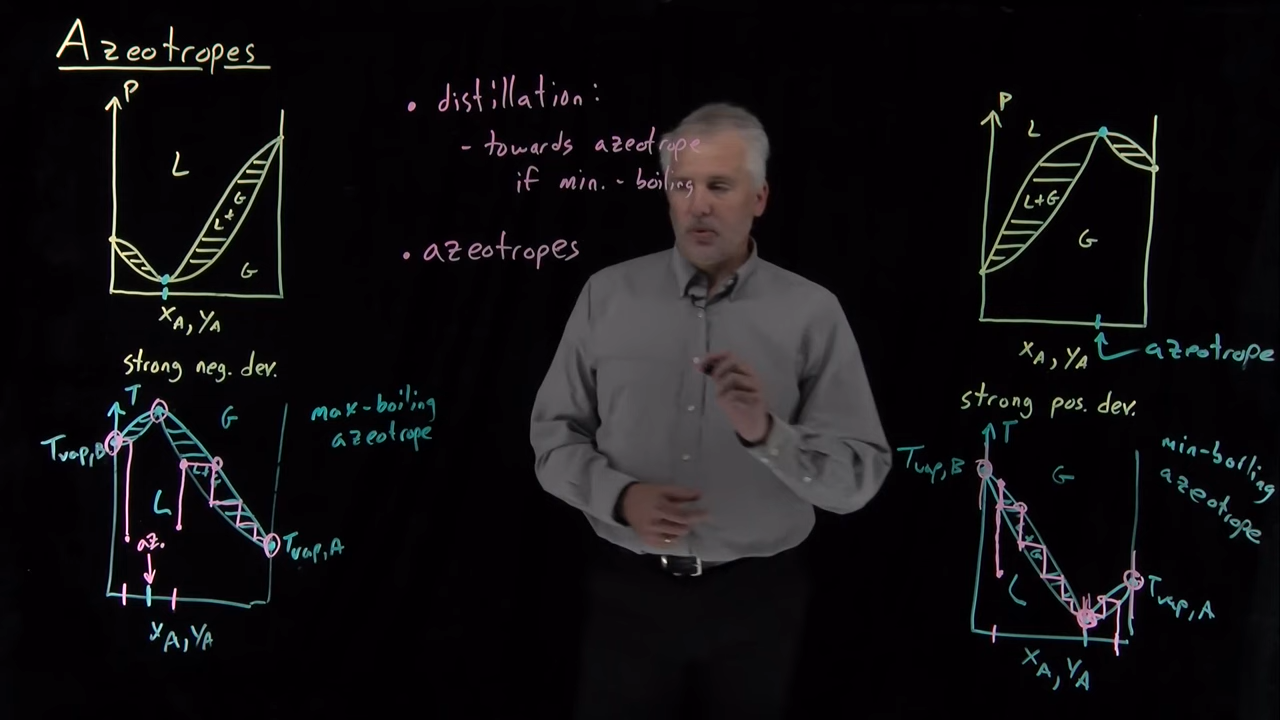 Azeotropes
P
L
L+G
G
xA, yA
strong neg. dev.
T
G
max-boiling
azeotrope
Tvap,B
L
az.
Tvap,A
xA, yA
• distillation:
- towards azeotrope
if min.-boiling
• azeotropes
P
L
L+G
G
xA, yA
azeotrope
strong pos. dev.
T
Tvap,B
G
min-boiling
azeotrope
L
Tvap,A
xA, yA